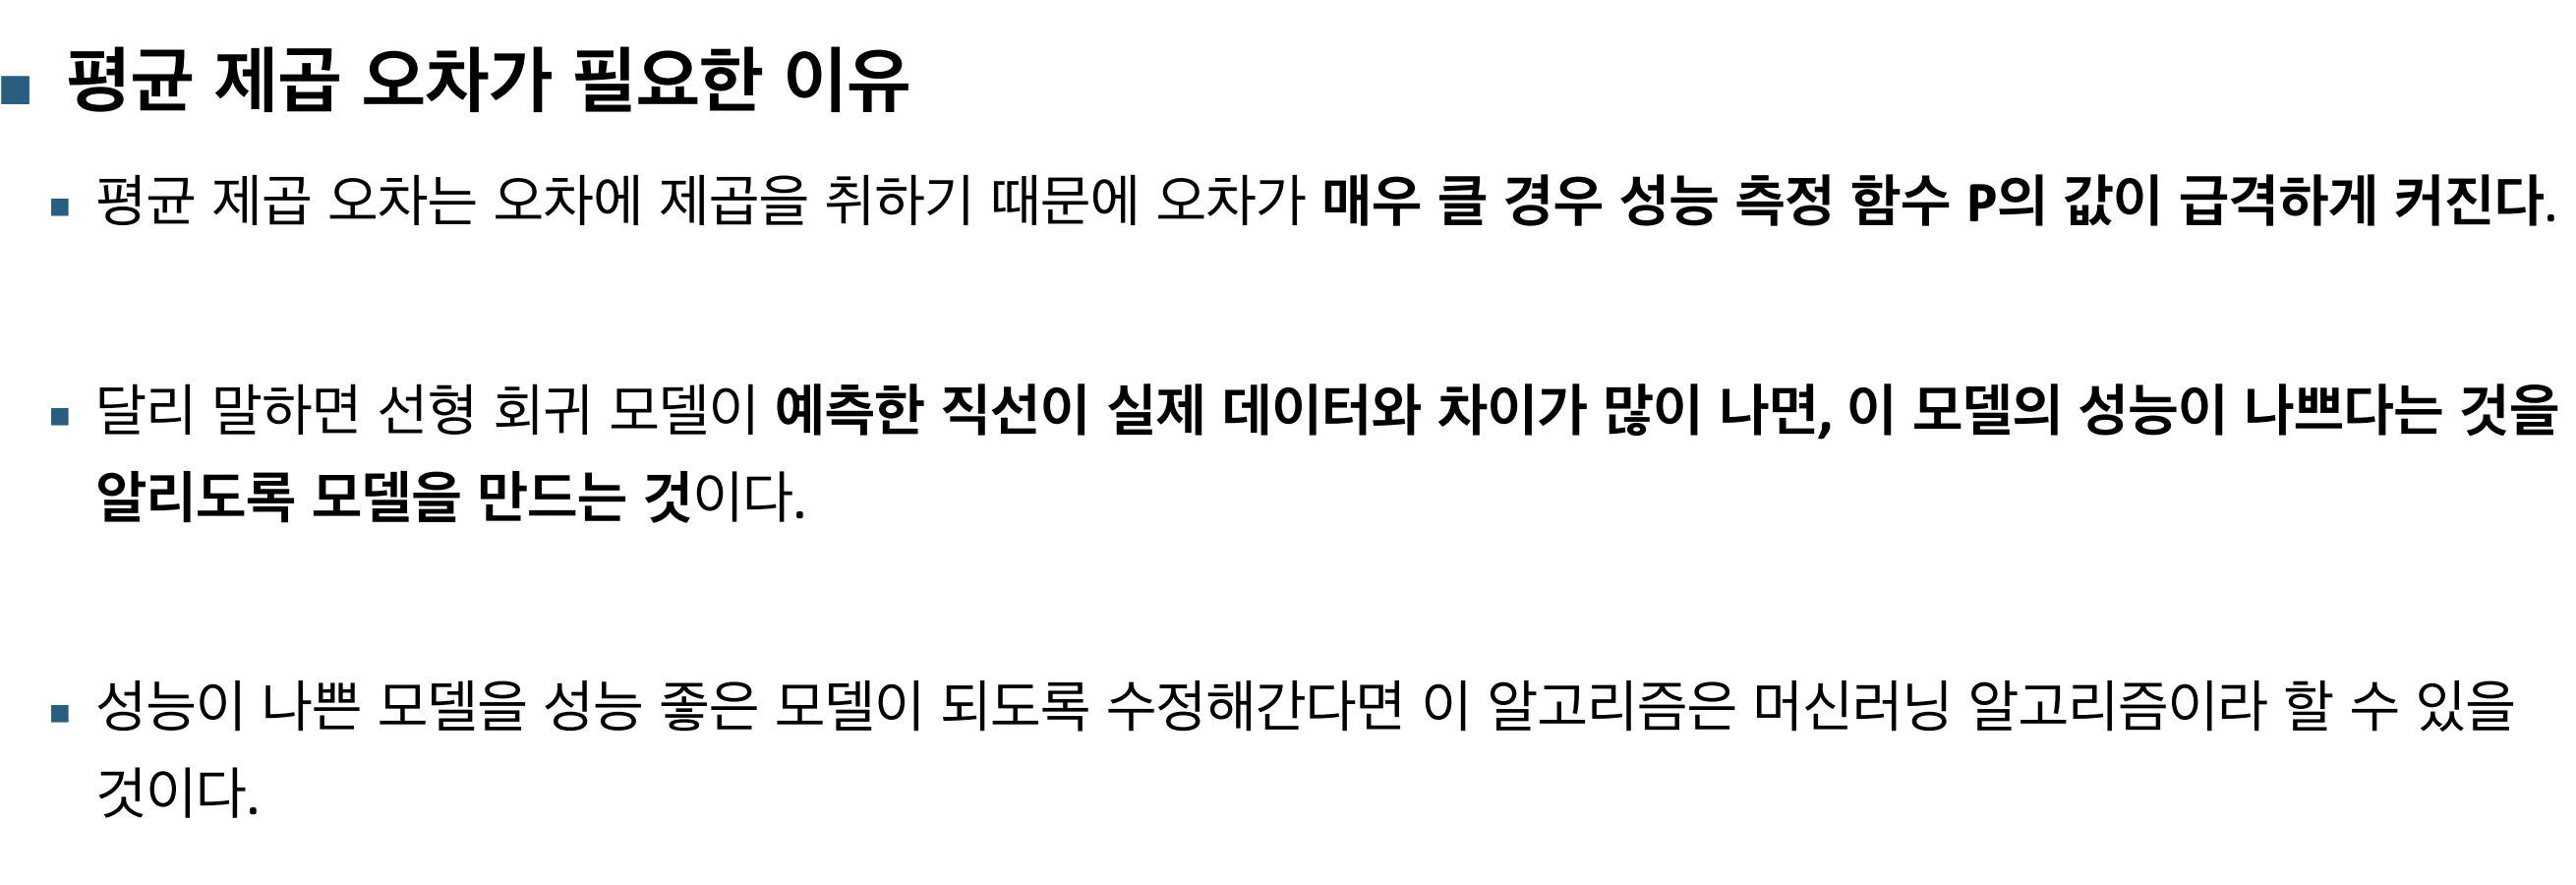 평균 제곱 오차가 필요한 이유
평균 제곱 오차는 오차에 제곱을 취하기 때문에 오차가 매우 클 경우 성능 측정 함수 P의 값이 급격하게 커진다.
달리 말하면 선형 회귀 모델이 예측한 직선이 실제 데이터와 차이가 많이 나면, 이 모델의 성능이 나쁘다는 것을
알리도록 모델을 만드는 것이다.
성능이 나쁜 모델을 성능 좋은 모델이 되도록 수정해간다면 이 알고리즘은 머신러닝 알고리즘이라 할 수 있을
것이다.